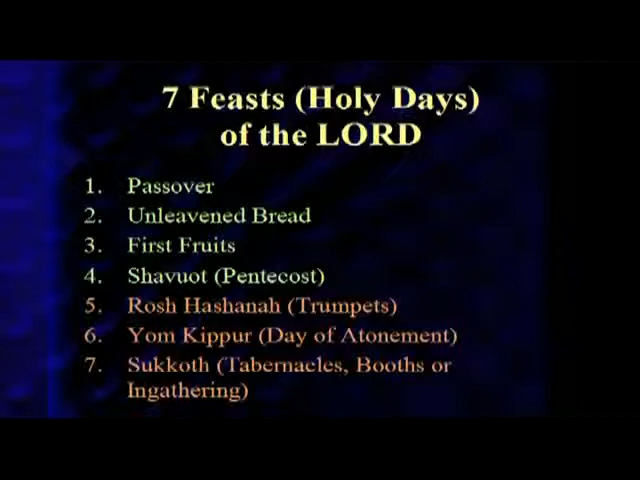 7 Feasts (Holy Days)
of the LORD
1. Passover
2. Unleavened Bread
3. First Fruits
4. Shavuot (Pentecost)
5. Rosh Hashanah (Trumpets)
6. Yom Kippur (Day of Atonement)
7. Sukkoth (Tabernacles, Booths or
Ingathering)